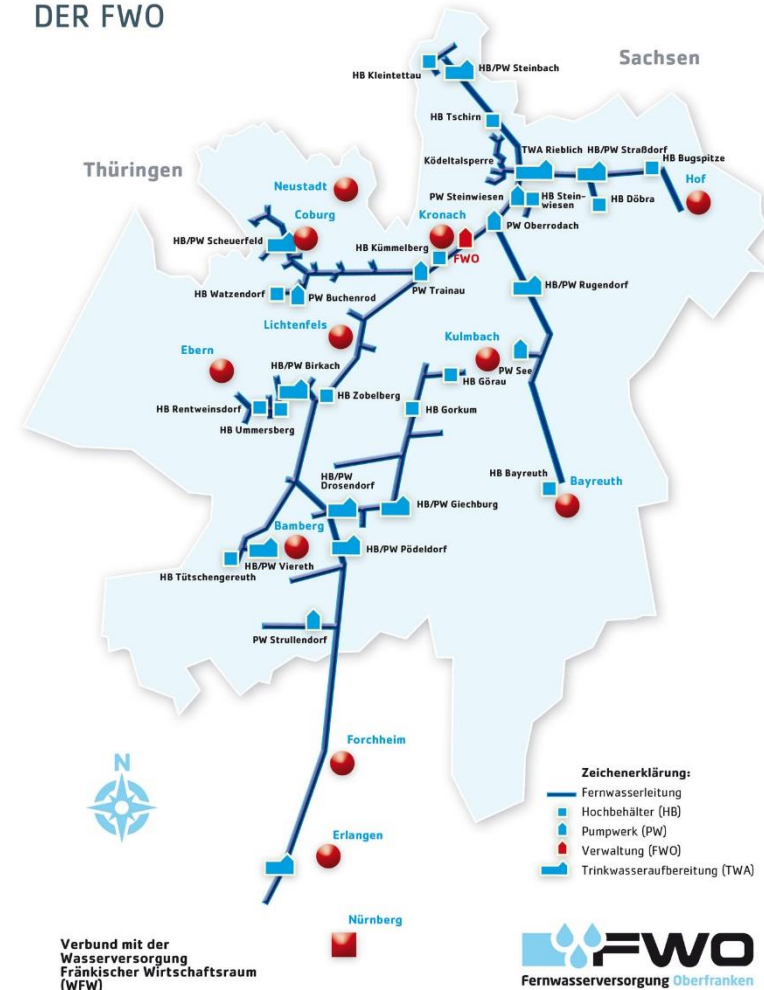 DER FWO
Sachsen
HB Kleintettau
HB/PW Steinbach
HB Tschirn
Thüringen
Ködeltalsperre
TWA Rieblich
HB/PW Straßdorf
HB Bugspitze
Hof
Neustadt
PW Steinwiesen
HB Stein-
wiesen
HB Döbra
Coburg
Kronach
PW Oberrodach
HB/PW Scheuerfeld
HB Kümmelberg
FWO
HB Watzendorf
PW Buchenrod
PW Trainau
HB/PW Rugendorf
Lichtenfels
Kulmbach
Ebern
HB/PW Birkach
PW See
HB Görau
HB Zobelberg
HB Rentweinsdorf
HB Gorkum
HB Ummersberg
HB/PW
Drosendorf
HB Bayreuth
Bayreuth
HB/PW Giechburg
Bamberg
HB/PW Pödeldorf
HB/PW Viereth
HB Tütschengereuth
PW Strullendorf
Forchheim
N
Zeichenerklärung:
Fernwasserleitung
Hochbehälter (HB)
Pumpwerk (PW)
Verwaltung (FWO)
Trinkwasseraufbereitung (TWA)
Erlangen
Nürnberg
Verbund mit der
Wasserversorgung
Fränkischer Wirtschaftsraum
(WFW)
FWO
Fernwasserversorgung Oberfranken